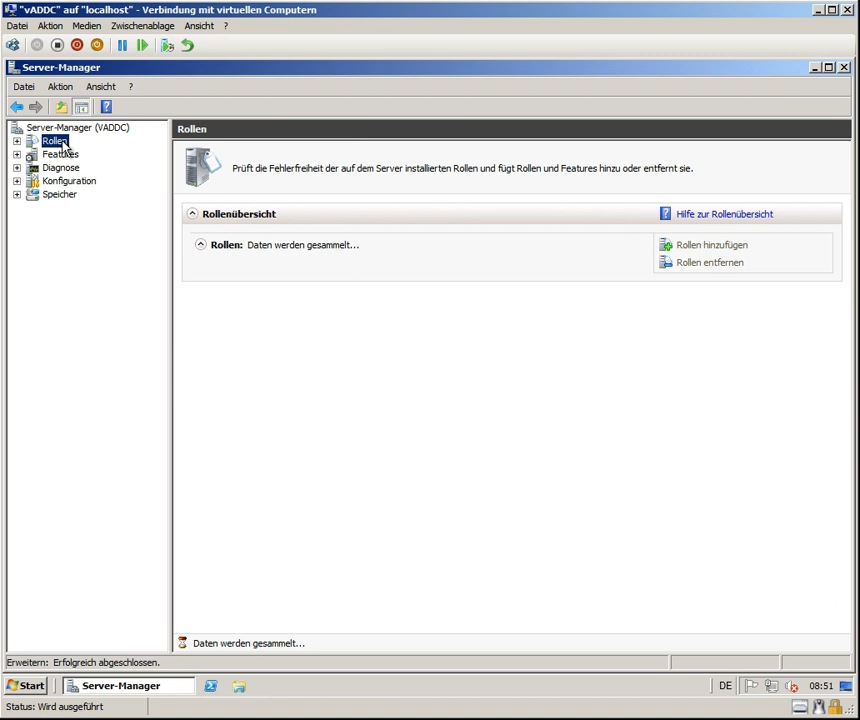 "vADDC" auf "localhost" - Verbindung mit virtuellen Computern
Datei Aktion Medien Zwischenablage Ansicht ?
Server-Manager
Datei Aktion Ansicht ?
Server-Manager (VADDC)
Rollen
Features
Diagnose
Konfiguration
Speicher
Rollen
Prüft die Fehlerfreiheit der auf dem Server installierten Rollen und fügt Rollen und Features hinzu oder entfernt sie.
Rollenübersicht
Hilfe zur Rollenübersicht
Rollen: Daten werden gesammelt...
Rollen hinzufügen
Rollen entfernen
Daten werden gesammelt...
Erweitern: Erfolgreich abgeschlossen.
Start Server-Manager DE 08:51
Status: Wird ausgeführt